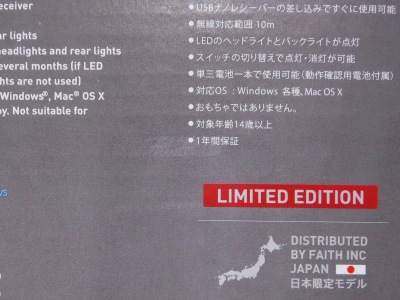 eceiver
ar lights
headlights and rear lights
everal months (if LED
hts are not used)
Windows®, Mac® OS X
oy. Not suitable for
ws
●USBナノレシーバーの差し込みですぐに使用可能
●無線対応範囲 10m
●LEDのヘッドライトとバックライトが点灯
●スイッチの切り替えで点灯・消灯が可能
●単三電池一本で使用可能（動作確認用電池付属）
●対応OS ：Windows 各種、Mac OS X
●おもちゃではありません。
●対象年齢14歳以上
●1年間保証
LIMITED EDITION
DISTRIBUTED
BY FAITH INC
JAPAN
日本限定モデル